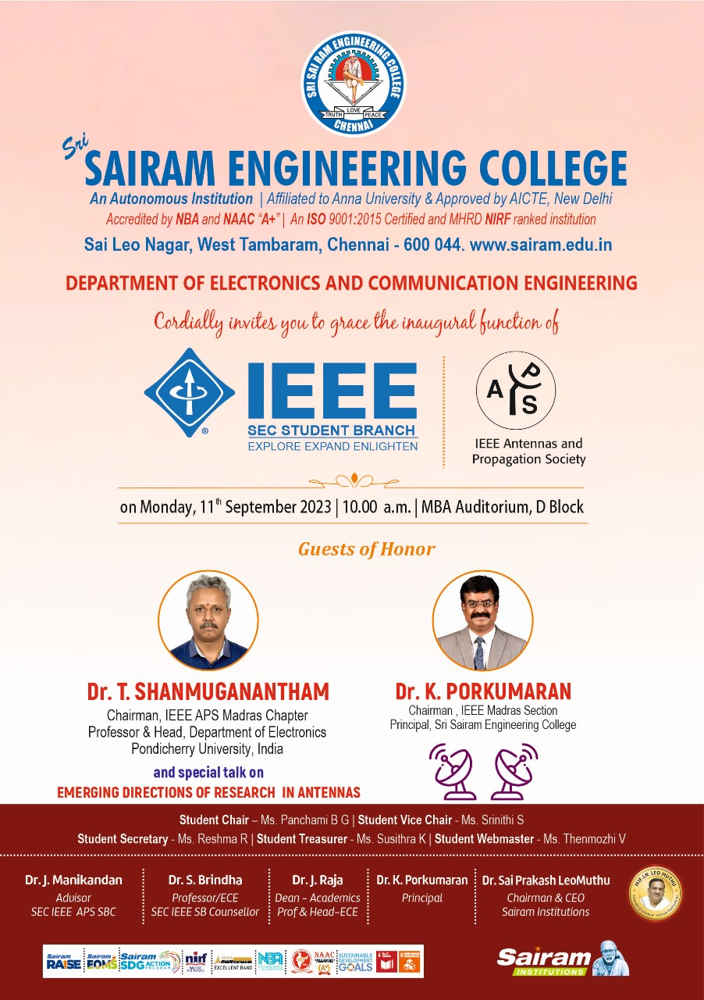 SRI SAI RAM ENGINEERING COLLEGE
TRUTH LOVE PEACE
CHENNAI
Sri
SAIRAM ENGINEERING COLLEGE
An Autonomous Institution | Affiliated to Anna University & Approved by AICTE, New Delhi
Accredited by NBA and NAAC “A+” | An ISO 9001:2015 Certified and MHRD NIRF ranked institution
Sai Leo Nagar, West Tambaram, Chennai - 600 044. www.sairam.edu.in
DEPARTMENT OF ELECTRONICS AND COMMUNICATION ENGINEERING
Cordially invites you to grace the inaugural function of
IEEE
SEC STUDENT BRANCH
EXPLORE EXPAND ENLIGHTEN
®
A P S
IEEE Antennas and
Propagation Society
on Monday, 11th September 2023 | 10.00 a.m. | MBA Auditorium, D Block
Guests of Honor
Dr. T. SHANMUGANANTHAM
Chairman, IEEE APS Madras Chapter
Professor & Head, Department of Electronics
Pondicherry University, India
and special talk on
EMERGING DIRECTIONS OF RESEARCH IN ANTENNAS
Dr. K. PORKUMARAN
Chairman , IEEE Madras Section
Principal, Sri Sairam Engineering College
Student Chair – Ms. Panchami B G | Student Vice Chair - Ms. Srinithi S
Student Secretary - Ms. Reshma R | Student Treasurer - Ms. Susithra K | Student Webmaster - Ms. Thenmozhi V
Dr. J. Manikandan
Advisor
SEC IEEE APS SBC
Dr. S. Brindha
Professor/ECE
SEC IEEE SB Counsellor
Dr. J. Raja
Dean – Academics
Prof & Head–ECE
Dr. K. Porkumaran
Principal
Dr. Sai Prakash LeoMuthu
Chairman & CEO
Sairam Institutions
MJF.LN. LEO MUTHU
Sairam
RAISE
Sairam
EOMS
Sairam
SDG ACTION
PROGRAM
nirf
EXCELLENT BAND
NBA
NAAC
SUSTAINABLE
DEVELOPMENT
GOALS
4
9
Sairam
INSTITUTIONS